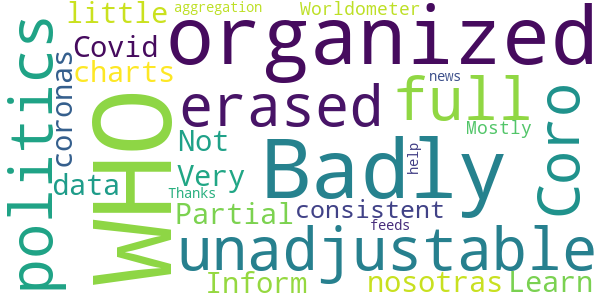 aggregation
Worldometer
little
organized
Covid
charts
coronas
politics
WHO
erased
news
full
Coro
Mostly
Not
help
Badly
data
Very
Thanks
Partial
consistent
feeds
unadjustable
Inform
nosotras
Learn